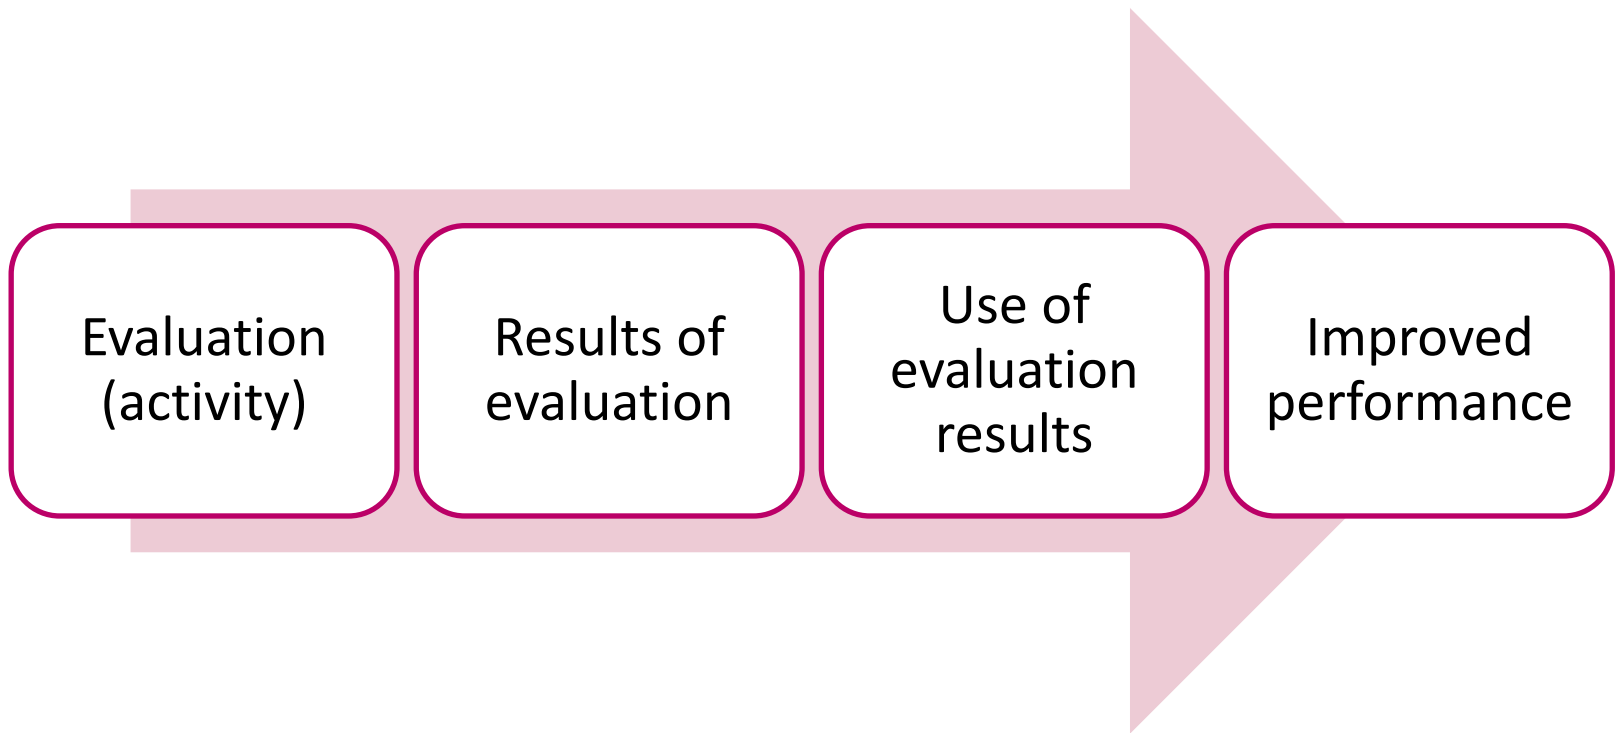 Evaluation
(activity)
Results of
evaluation
Use of
evaluation
results
Improved
performance